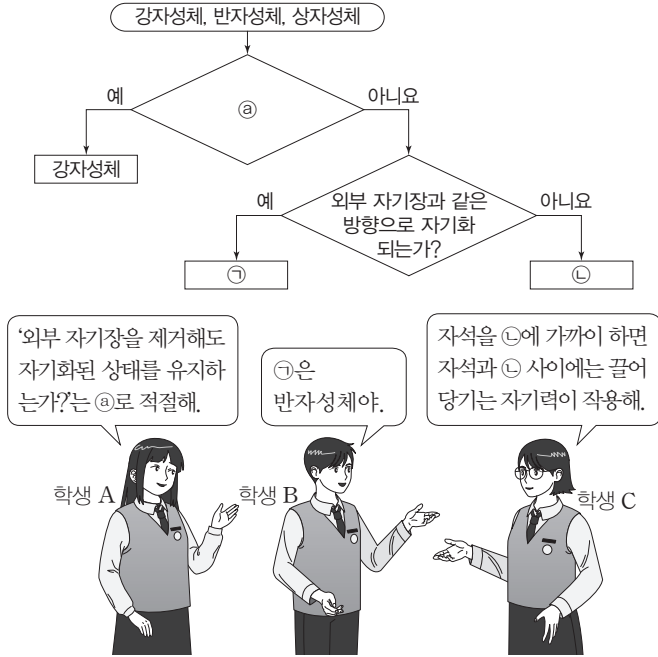 강자성체, 반자성체, 상자성체
예
ⓐ
아니요
강자성체
예
외부 자기장과 같은
방향으로 자기화
되는가?
아니요
㉠
㉡
‘외부 자기장을 제거해도
자기화된 상태를 유지하
는가?’는 ⓐ로 적절해.
㉠은
반자성체야.
자석을 ㉡에 가까이 하면
자석과 ㉡ 사이에는 끌어
당기는 자기력이 작용해.
학생 A
학생 B
학생 C